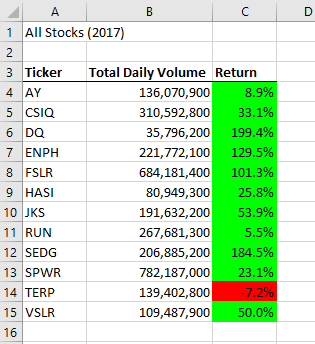 A B C D
1 All Stocks (2017)
2
3 Ticker Total Daily Volume Return
4 AY 136,070,900 8.9%
5 CSIQ 310,592,800 33.1%
6 DQ 35,796,200 199.4%
7 ENPH 221,772,100 129.5%
8 FSLR 684,181,400 101.3%
9 HASI 80,949,300 25.8%
10 JKS 191,632,200 53.9%
11 RUN 267,681,300 5.5%
12 SEDG 206,885,200 184.5%
13 SPWR 782,187,000 23.1%
14 TERP 139,402,800 -7.2%
15 VSLR 109,487,900 50.0%
16